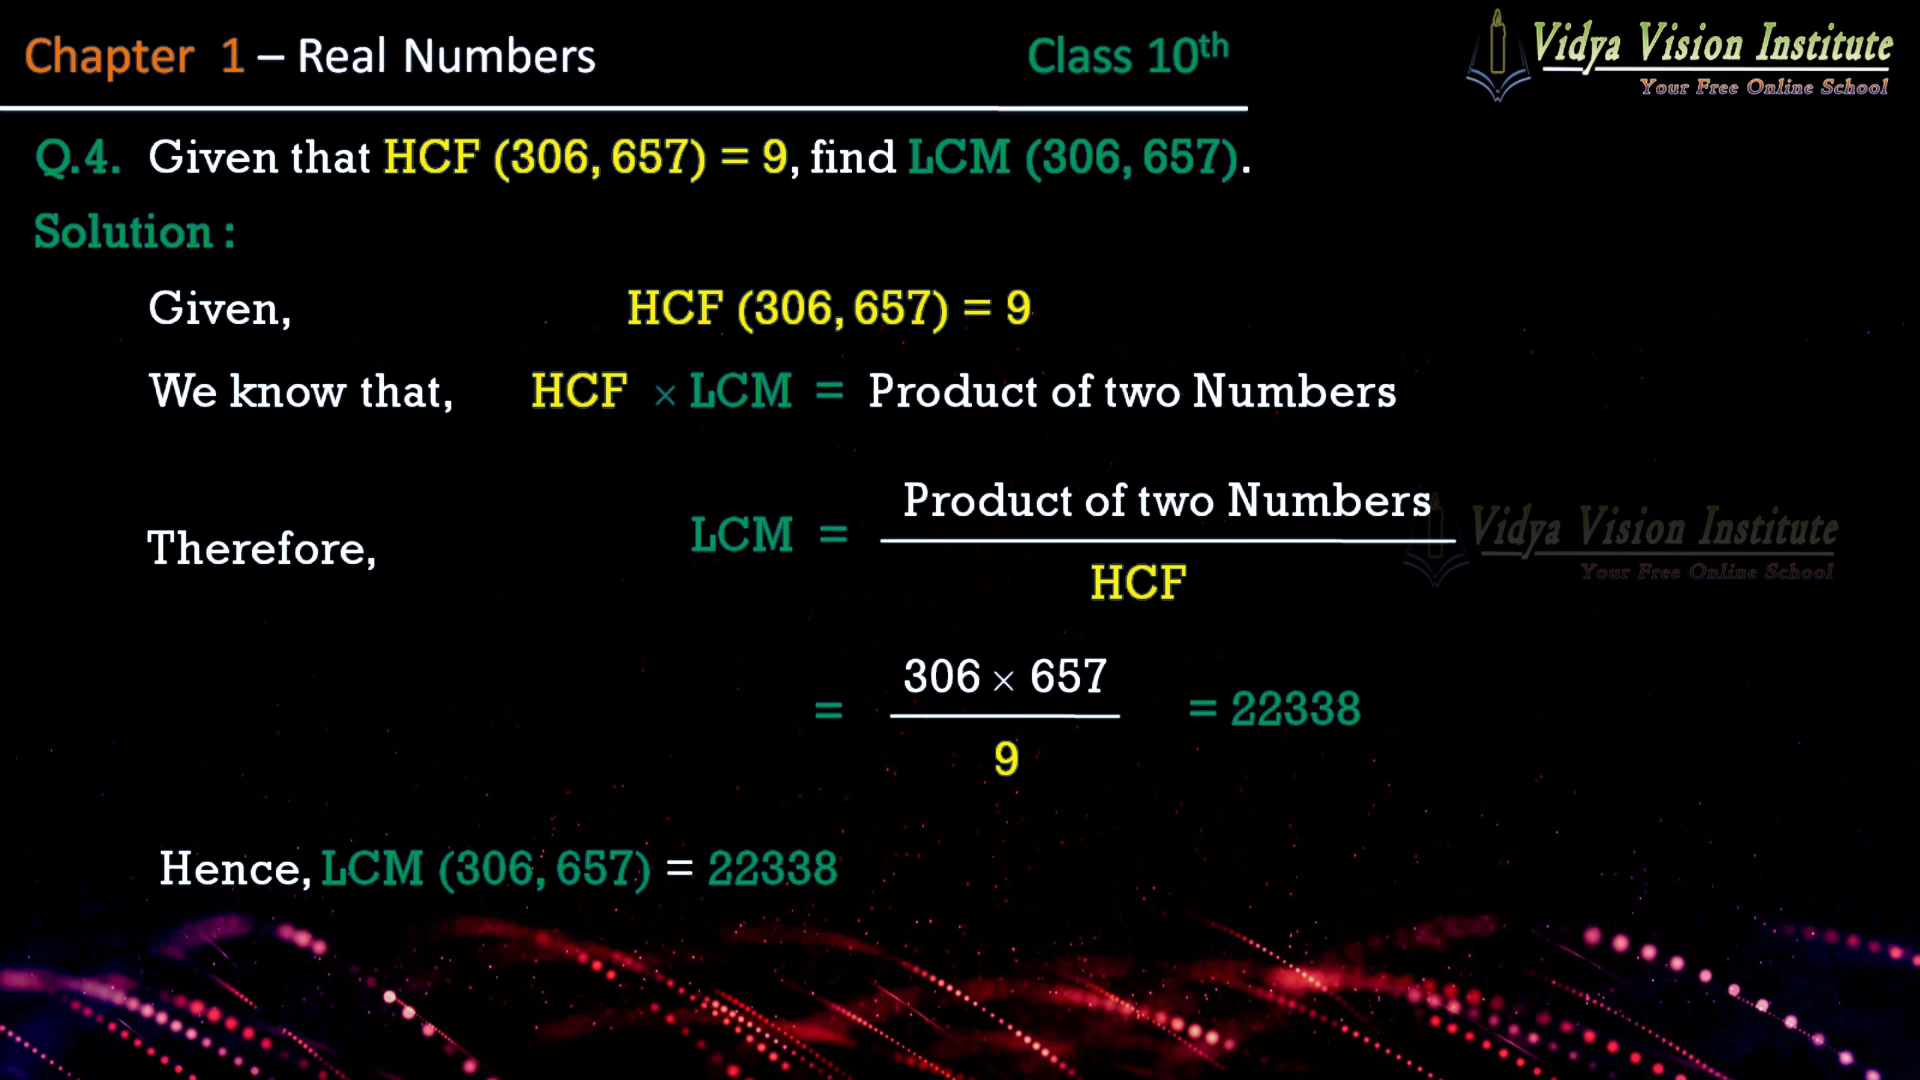 Chapter 1 – Real Numbers Class 10th
Vidya Vision Institute
Your Free Online School
Q.4. Given that HCF (306, 657) = 9, find LCM (306, 657).
Solution :
Given, HCF (306, 657) = 9
We know that, HCF × LCM = Product of two Numbers
Therefore, LCM = Product of two Numbers
HCF
Vidya Vision Institute
Your Free Online School
= 306 × 657 = 22338
9
Hence, LCM (306, 657) = 22338